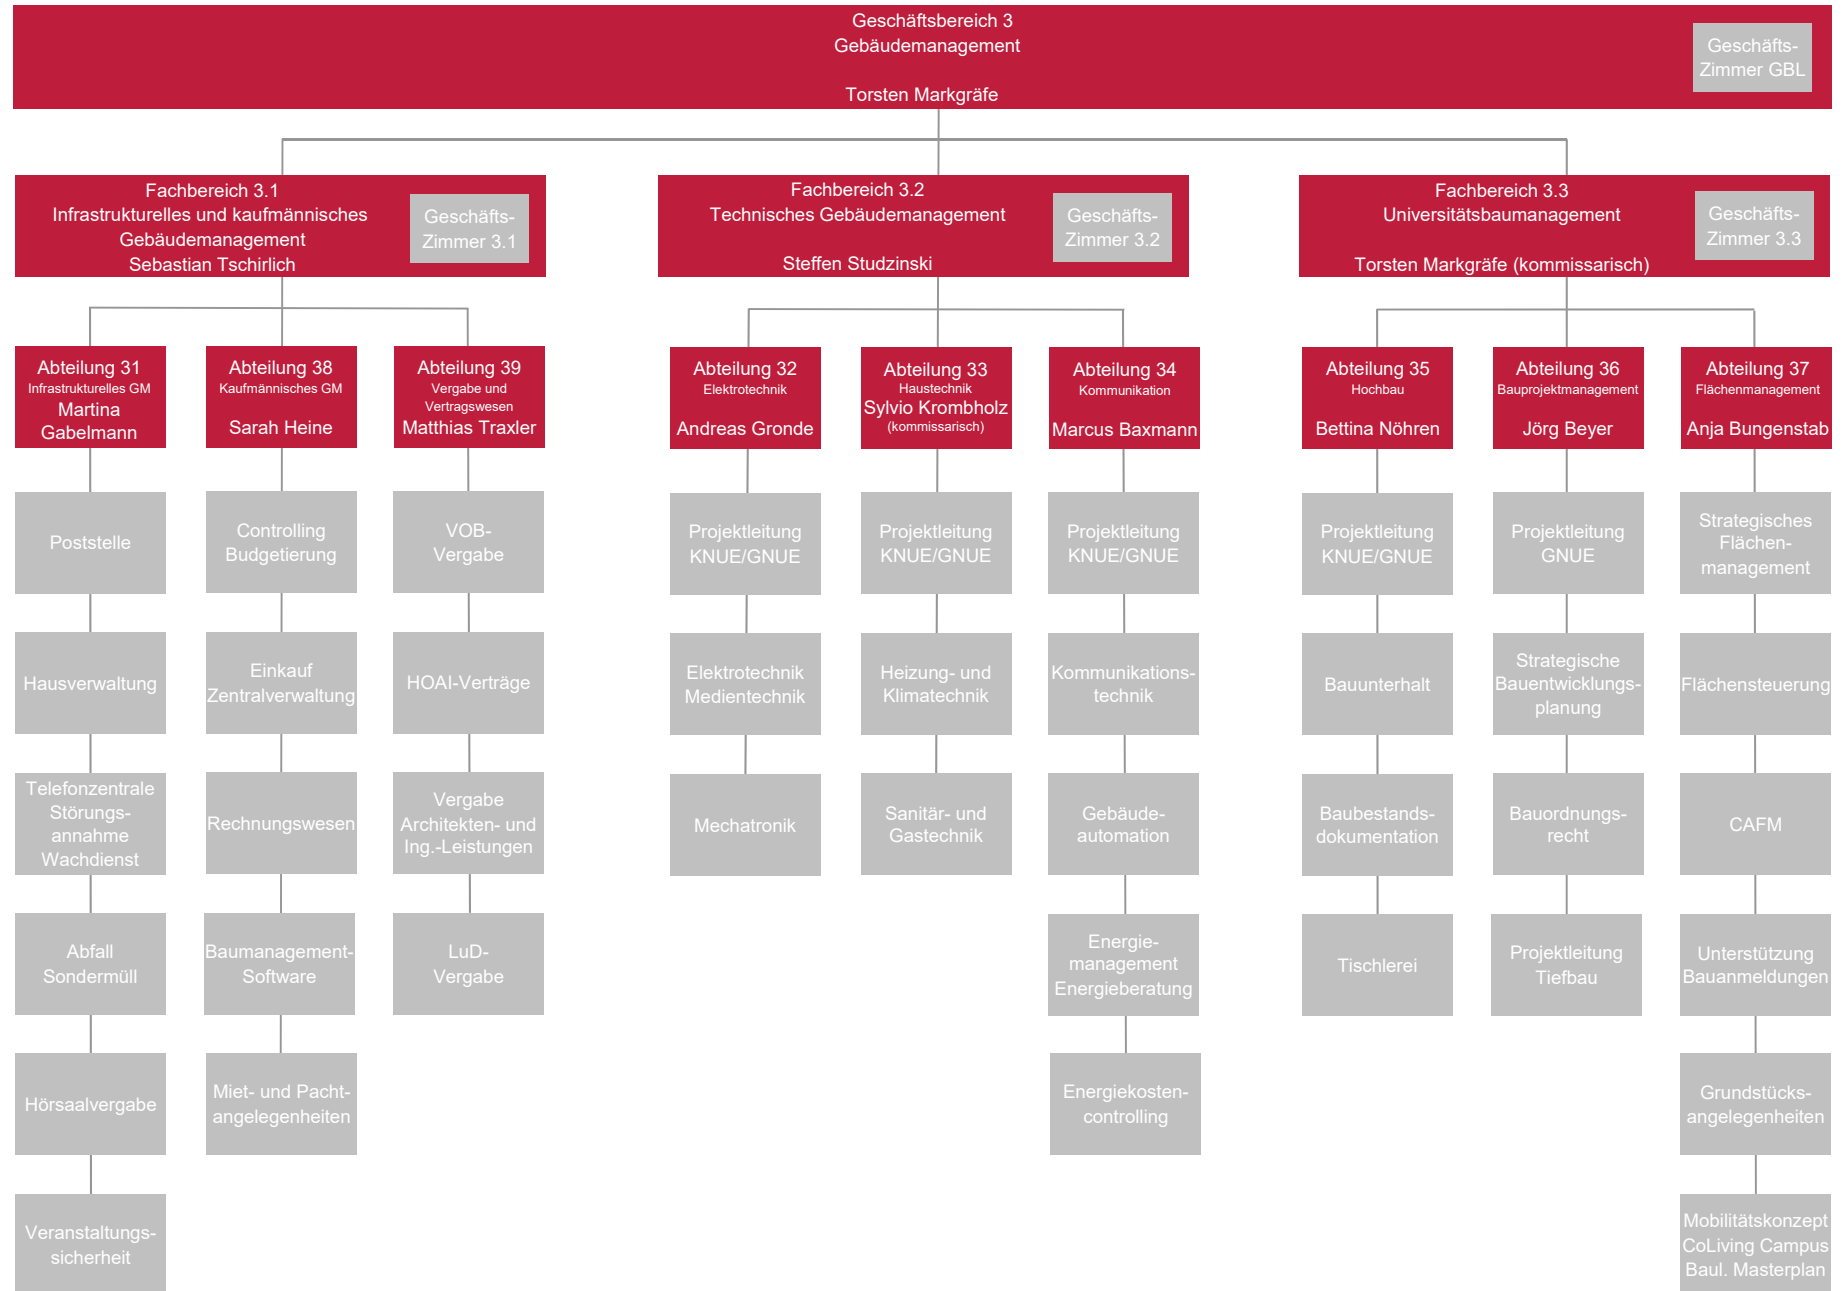 Geschäftsbereich 3
Gebäudemanagement
Torsten Markgräfe
Geschäfts-
Zimmer GBL
Fachbereich 3.1
Infrastrukturelles und kaufmännisches
Gebäudemanagement
Sebastian Tschirlich
Geschäfts-
Zimmer 3.1
Fachbereich 3.2
Technisches Gebäudemanagement
Steffen Studzinski
Geschäfts-
Zimmer 3.2
Fachbereich 3.3
Universitätsbaumanagement
Torsten Markgräfe (kommissarisch)
Geschäfts-
Zimmer 3.3
Abteilung 31
Infrastrukturelles GM
Martina
Gabelmann
Abteilung 38
Kaufmännisches GM
Sarah Heine
Abteilung 39
Vergabe und
Vertragswesen
Matthias Traxler
Abteilung 32
Elektrotechnik
Andreas Gronde
Abteilung 33
Haustechnik
Sylvio Krombholz
(kommissarisch)
Abteilung 34
Kommunikation
Marcus Baxmann
Abteilung 35
Hochbau
Bettina Nöhren
Abteilung 36
Bauprojektmanagement
Jörg Beyer
Abteilung 37
Flächenmanagement
Anja Bungenstab
Poststelle
Controlling
Budgetierung
VOB-
Vergabe
Projektleitung
KNUE/GNUE
Projektleitung
KNUE/GNUE
Projektleitung
KNUE/GNUE
Projektleitung
KNUE/GNUE
Projektleitung
GNUE
Strategisches
Flächen-
management
Hausverwaltung
Einkauf
Zentralverwaltung
HOAI-Verträge
Elektrotechnik
Medientechnik
Heizung- und
Klimatechnik
Kommunikations-
technik
Bauunterhalt
Strategische
Bauentwicklungs-
planung
Flächensteuerung
Telefonzentrale
Störungs-
annahme
Wachdienst
Rechnungswesen
Vergabe
Architekten- und
Ing.-Leistungen
Mechatronik
Sanitär- und
Gastechnik
Gebäude-
automation
Baubestands-
dokumentation
Bauordnungs-
recht
CAFM
Abfall
Sondermüll
Baumanagement-
Software
LuD-
Vergabe
Energie-
management
Energieberatung
Tischlerei
Projektleitung
Tiefbau
Unterstützung
Bauanmeldungen
Hörsaalvergabe
Miet- und Pacht-
angelegenheiten
Energiekosten-
controlling
Grundstücks-
angelegenheiten
Veranstaltungs-
sicherheit
Mobilitätskonzept
CoLiving Campus
Baul. Masterplan